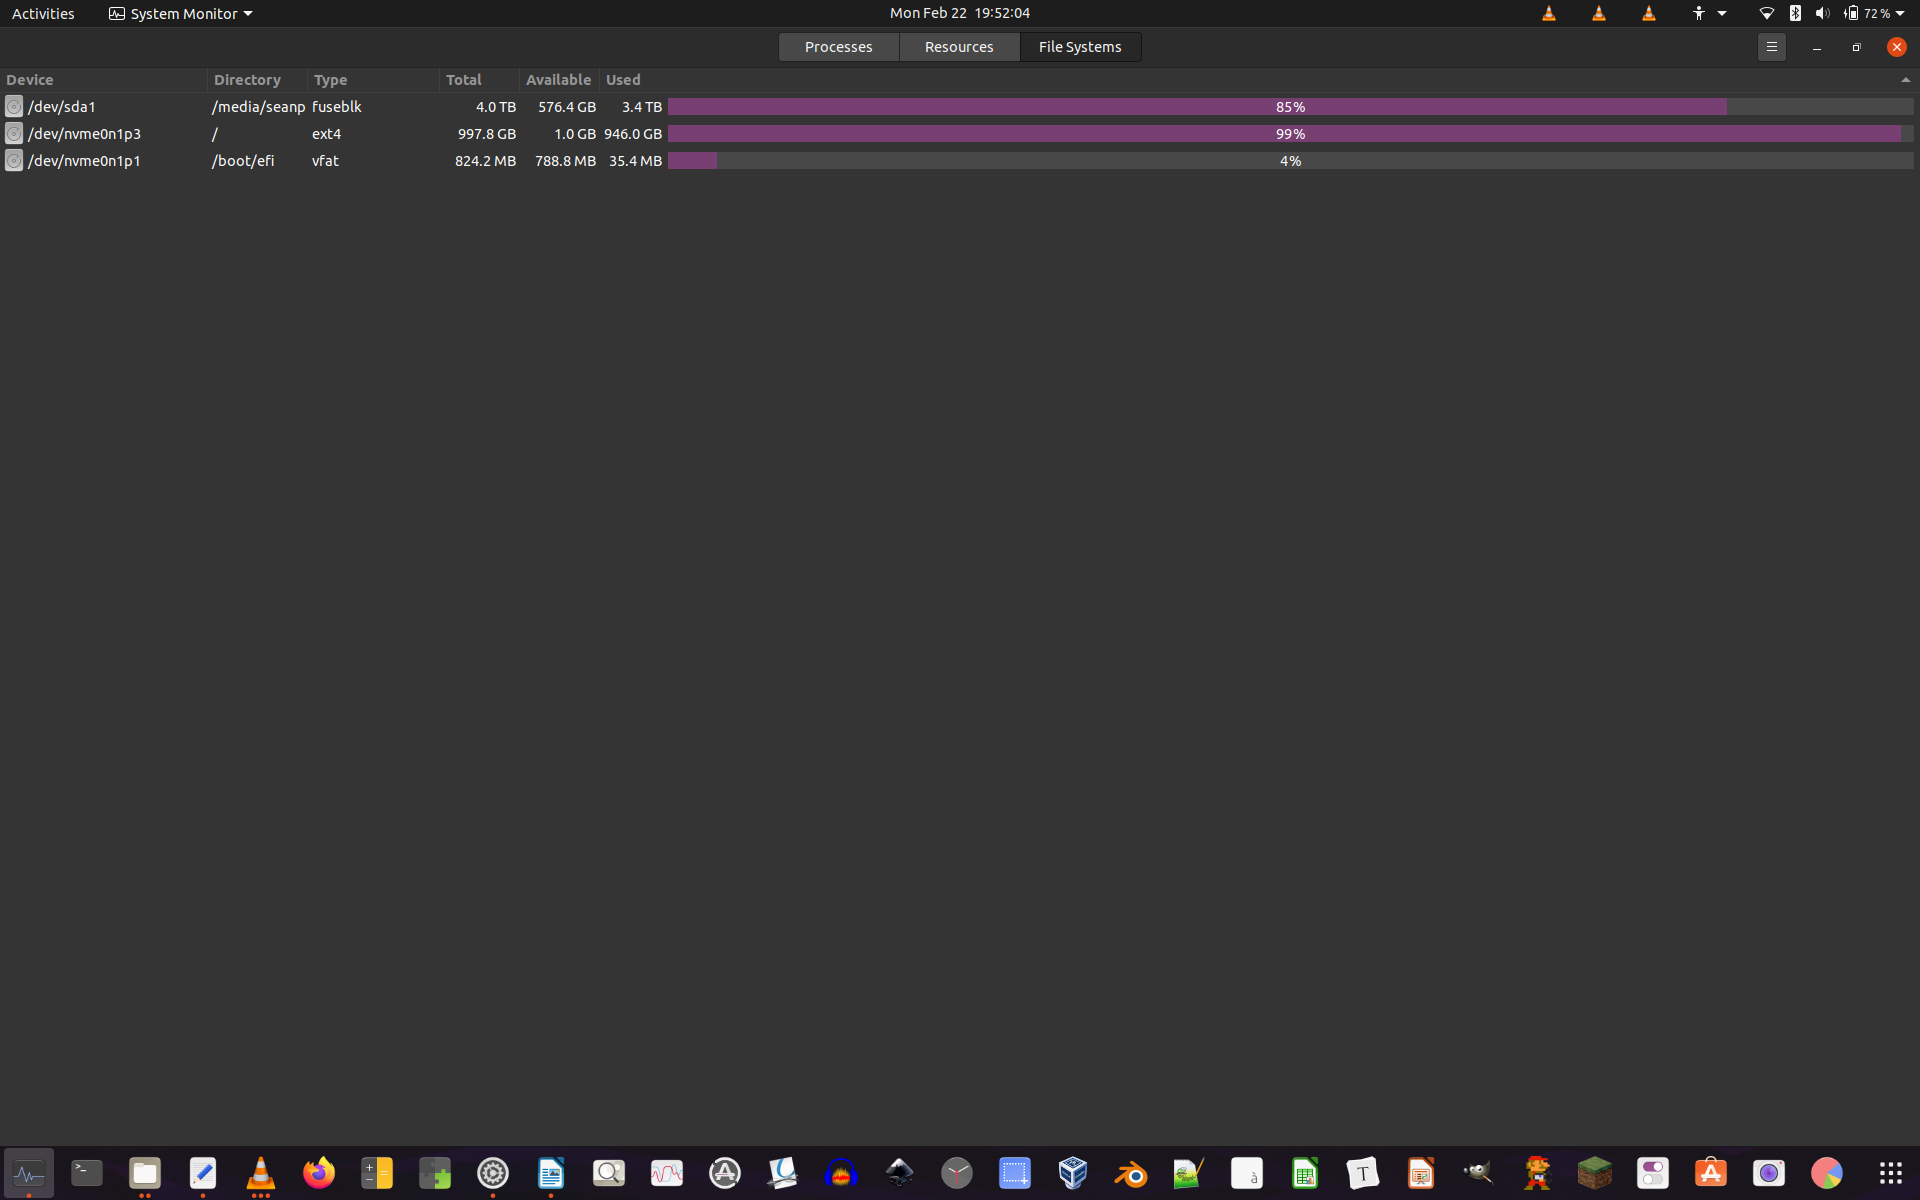 Activities System Monitor Mon Feb 22 19:52:04 72 %
Processes Resources File Systems
Device Directory Type Total Available Used
/dev/sda1 /media/seanp fuseblk 4.0 TB 576.4 GB 3.4 TB 85%
/dev/nvme0n1p3 / ext4 997.8 GB 1.0 GB 946.0 GB 99%
/dev/nvme0n1p1 /boot/efi vfat 824.2 MB 788.8 MB 35.4 MB 4%